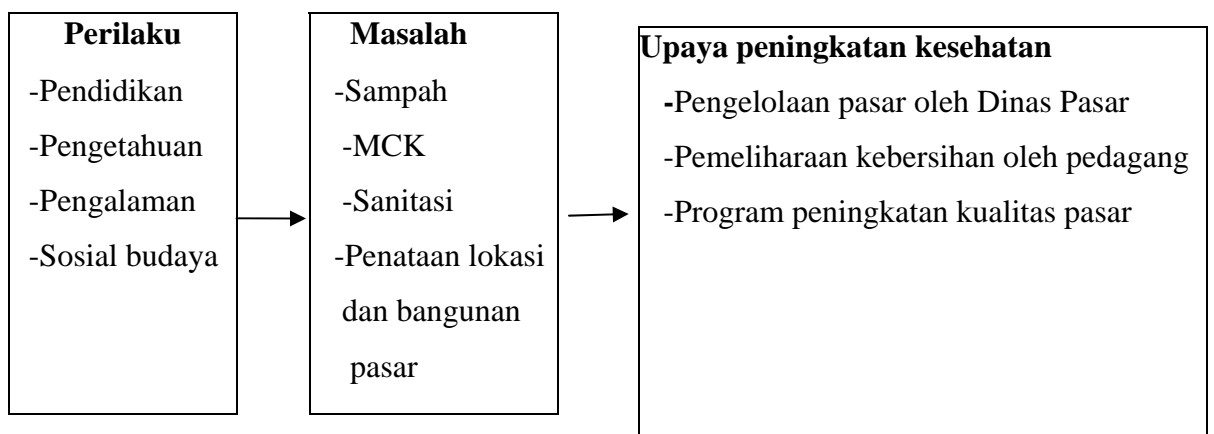 Perilaku
-Pendidikan
-Pengetahuan
-Pengalaman
-Sosial budaya
Masalah
-Sampah
-MCK
-Sanitasi
-Penataan lokasi
dan bangunan
pasar
Upaya peningkatan kesehatan
-Pengelolaan pasar oleh Dinas Pasar
-Pemeliharaan kebersihan oleh pedagang
-Program peningkatan kualitas pasar